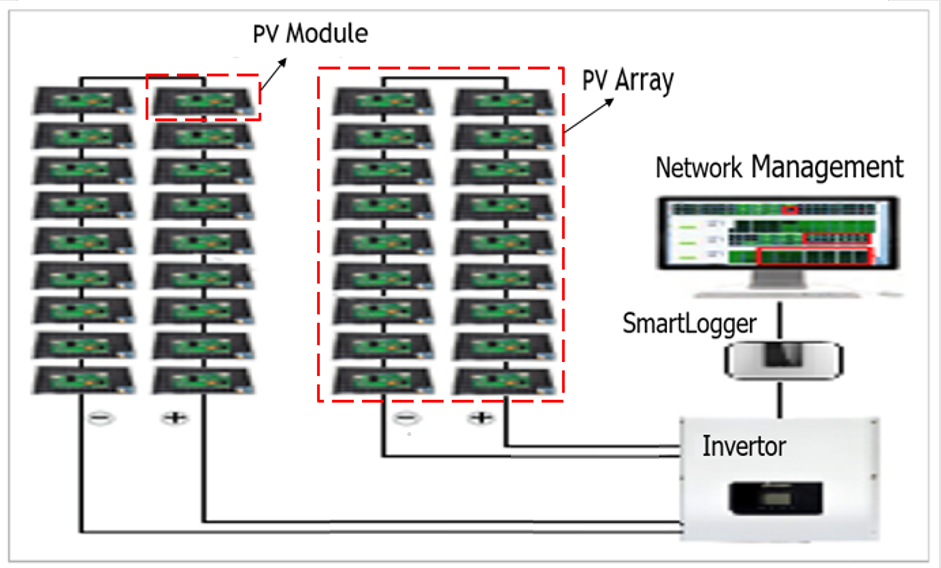 PV Module
PV Array
Network Management
SmartLogger
− +
− +
Invertor